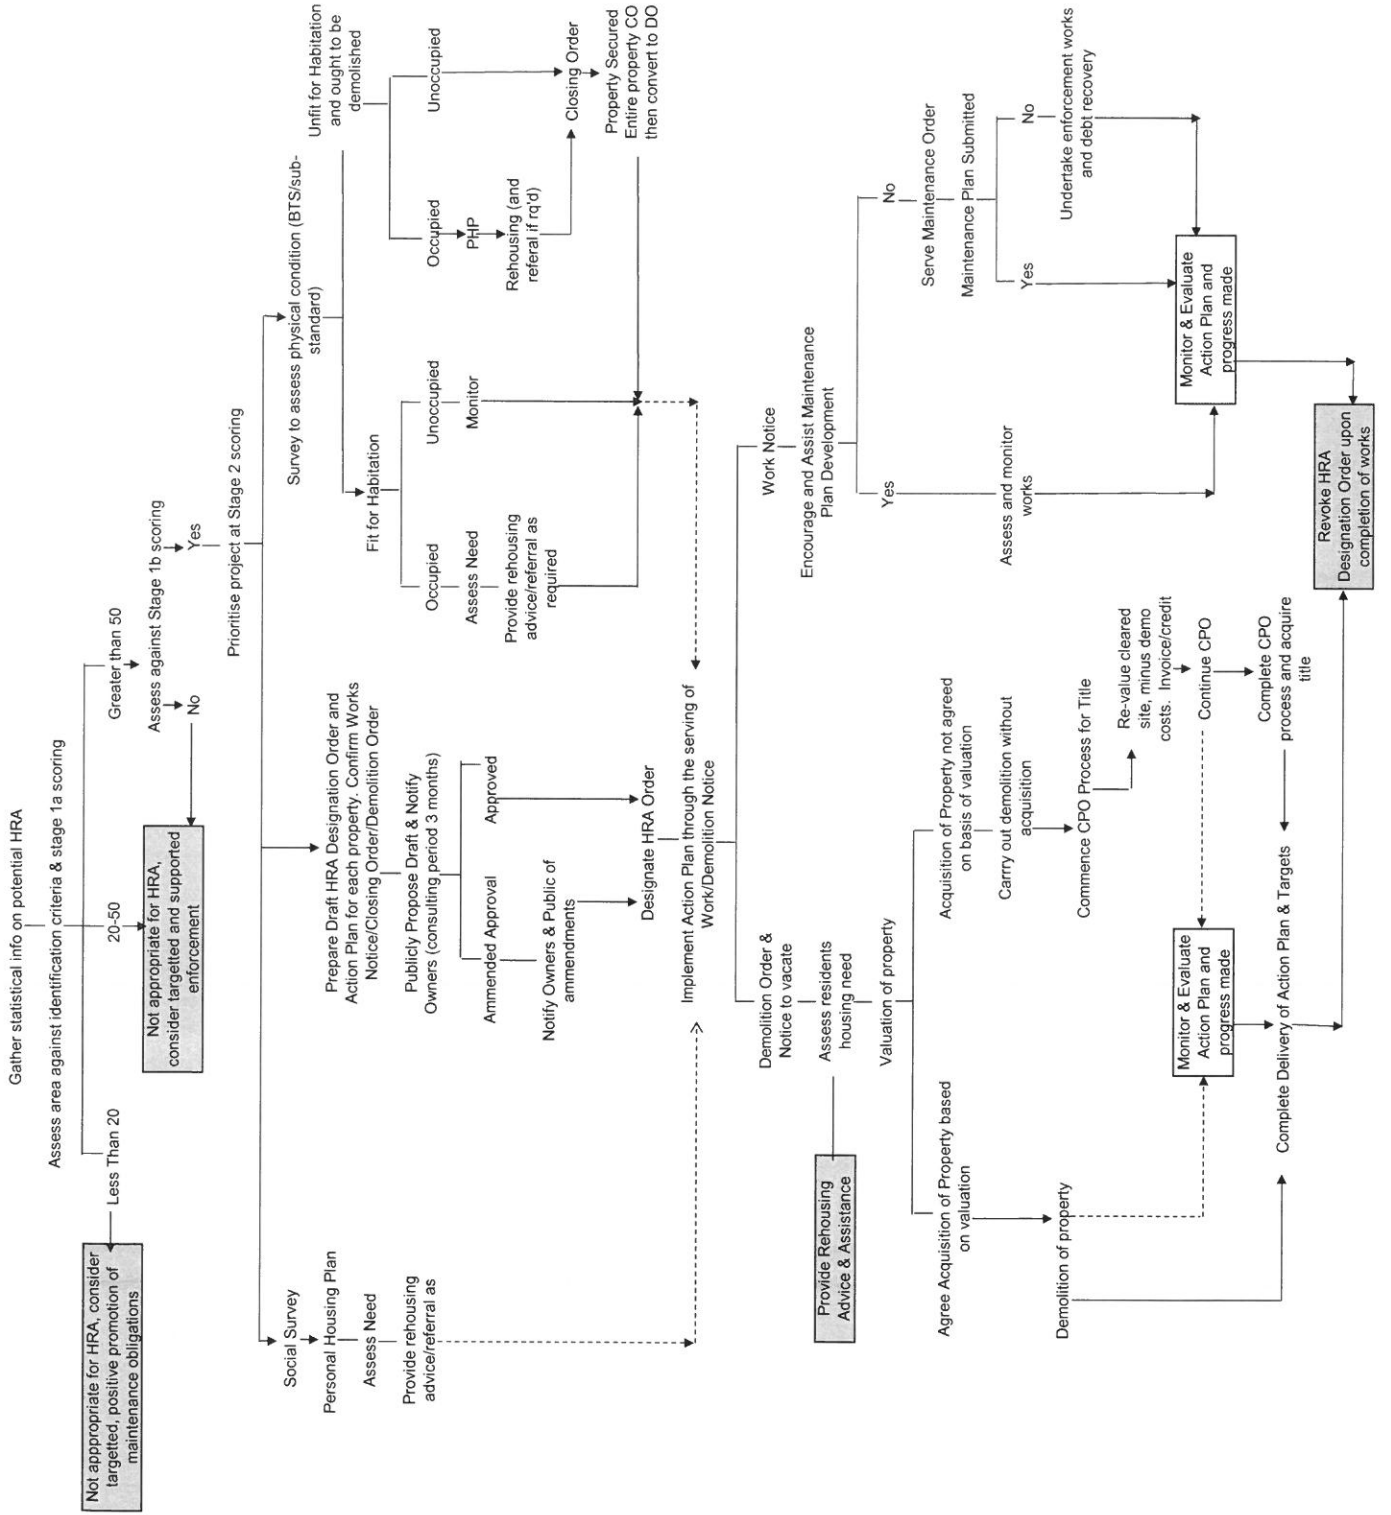 Gather statistical info on potential HRA
Assess area against identification criteria & stage 1a scoring
Less Than 20
20-50
Greater than 50
Not apppropriate for HRA, consider
targetted, positive promotion of
maintenance obligations
Not appropriate for HRA,
consider targetted and supported
enforcement
Assess against Stage 1b scoring
No
Yes
Prioritise project at Stage 2 scoring
Social Survey
Personal Housing Plan
Assess Need
Provide rehousing
advice/referral as
Prepare Draft HRA Designation Order and
Action Plan for each property. Confirm Works
Notice/Closing Order/Demolition Order
Publicly Propose Draft & Notify
Owners (consulting period 3 months)
Ammended Approval
Approved
Notify Owners & Public of
ammendments
Designate HRA Order
Survey to assess physical condition (BTS/sub-
standard)
Fit for Habitation
Occupied
Unoccupied
Assess Need
Monitor
Provide rehousing
advice/referral as
required
Unfit for Habitation
and ought to be
demolished
Occupied
Unoccupied
PHP
Rehousing (and
referral if rq'd)
Closing Order
Property Secured
Entire property CO
then convert to DO
Implement Action Plan through the serving of
Work/Demolition Notice
Demolition Order &
Notice to vacate
Assess residents
housing need
Provide Rehousing
Advice & Assistance
Valuation of property
Agree Acquisition of Property based
on valuation
Demolition of property
Acquisition of Property not agreed
on basis of valuation
Carrry out demolition without
acquisition
Commence CPO Process for Title
Re-value cleared
site, minus demo
costs. Invoice/credit
Continue CPO
Complete CPO
process and acquire
title
Monitor & Evaluate
Action Plan and
progress made
Complete Delivery of Action Plan & Targets
Work Notice
Encourage and Assist Maintenance
Plan Development
Yes
No
Assess and monitor
works
Serve Maintenance Order
Maintenance Plan Submitted
Yes
No
Undertake enforcement works
and debt recovery
Monitor & Evaluate
Action Plan and
progress made
Revoke HRA
Designation Order upon
completion of works